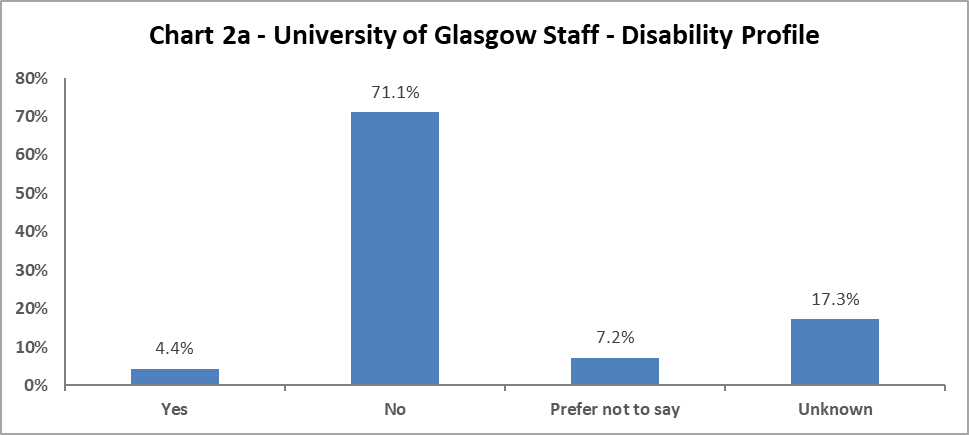 Chart 2a - University of Glasgow Staff - Disability Profile
80%
70%
60%
50%
40%
30%
20%
10%
0%
4.4%
71.1%
7.2%
17.3%
Yes
No
Prefer not to say
Unknown